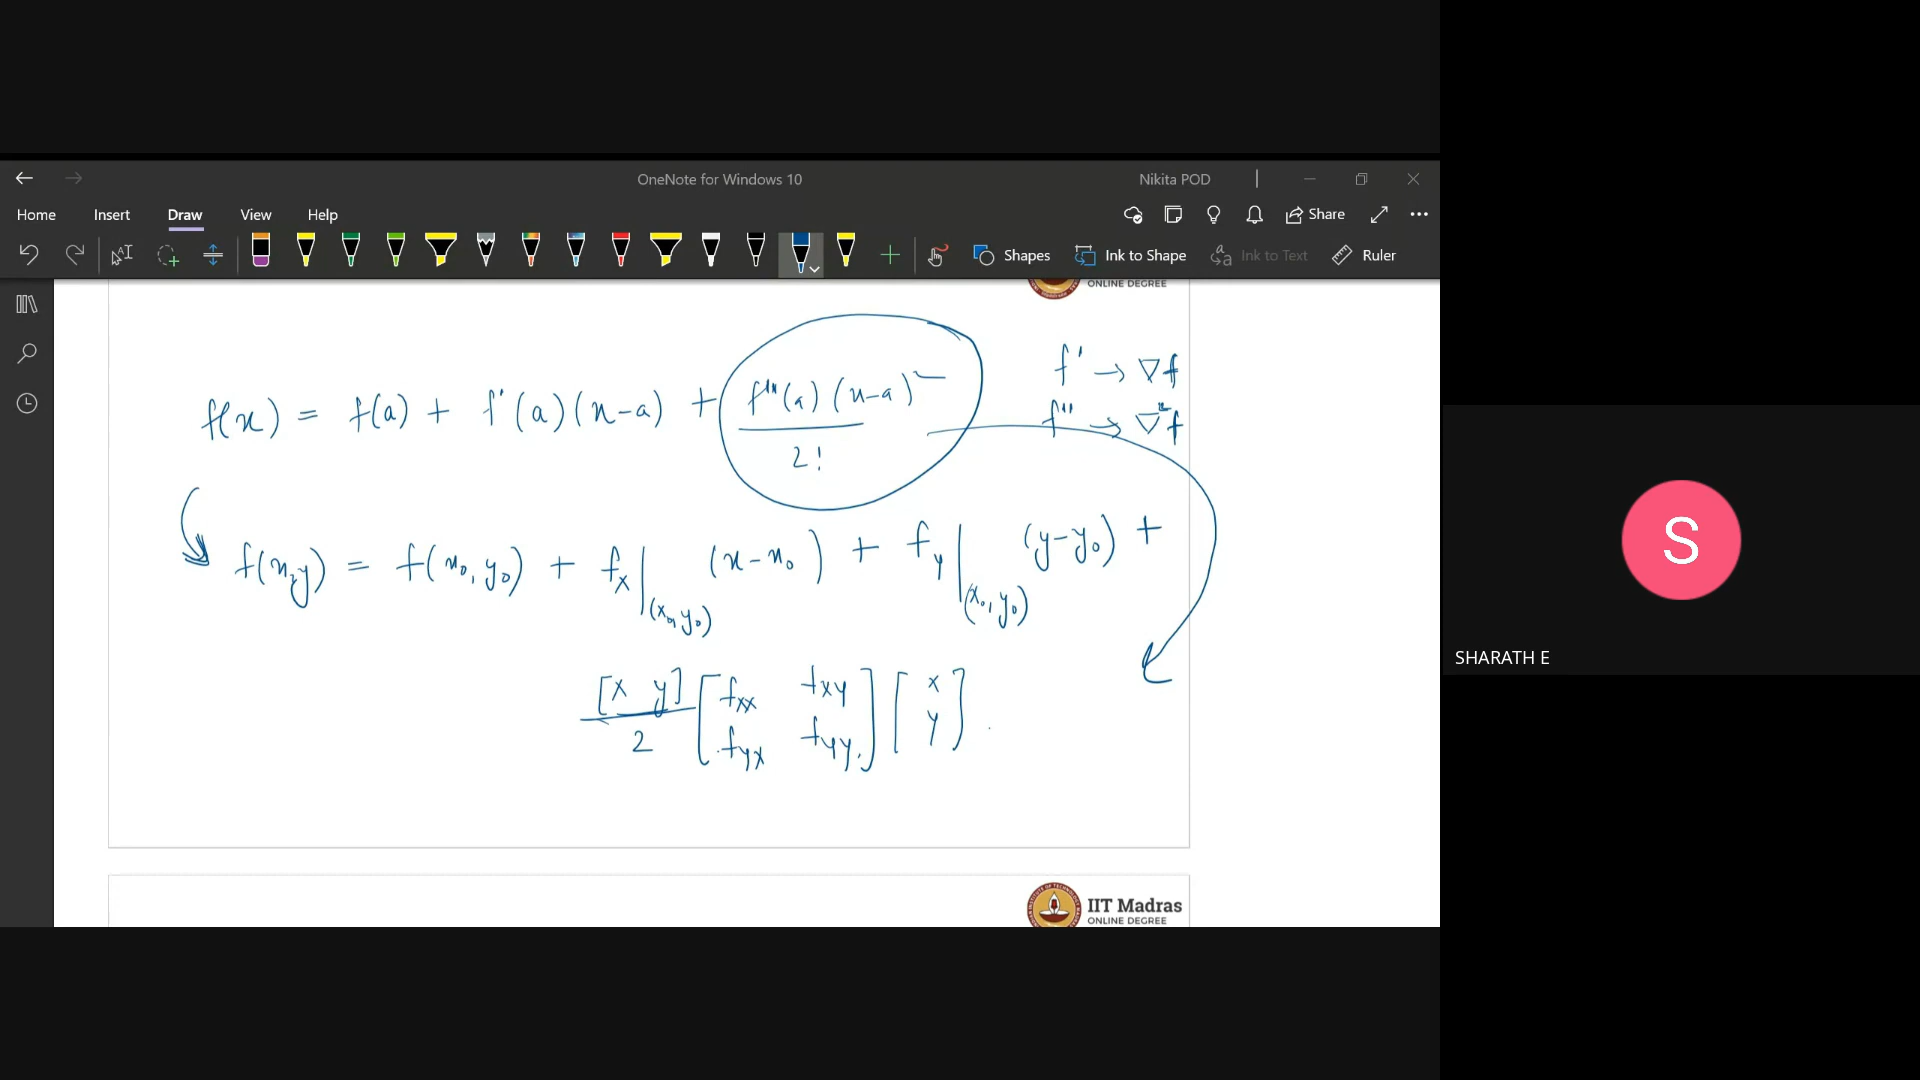 OneNote for Windows 10
Nikita POD
Home Insert Draw View Help
Share
Shapes Ink to Shape Ink to Text Ruler
ONLINE DEGREE
f(x) = f(a) + f'(a)(x-a) + f''(a)(x-a)²
2!
f' → ∇f
f'' → ∇²f
f(x,y) = f(x₀, y₀) + fx|(x₀,y₀) (x-x₀) + fy|(x₀,y₀) (y-y₀) +
[x y] [fxx fxy] [x]
2 [fyx fyy] [y]
IIT Madras
ONLINE DEGREE
S
SHARATH E